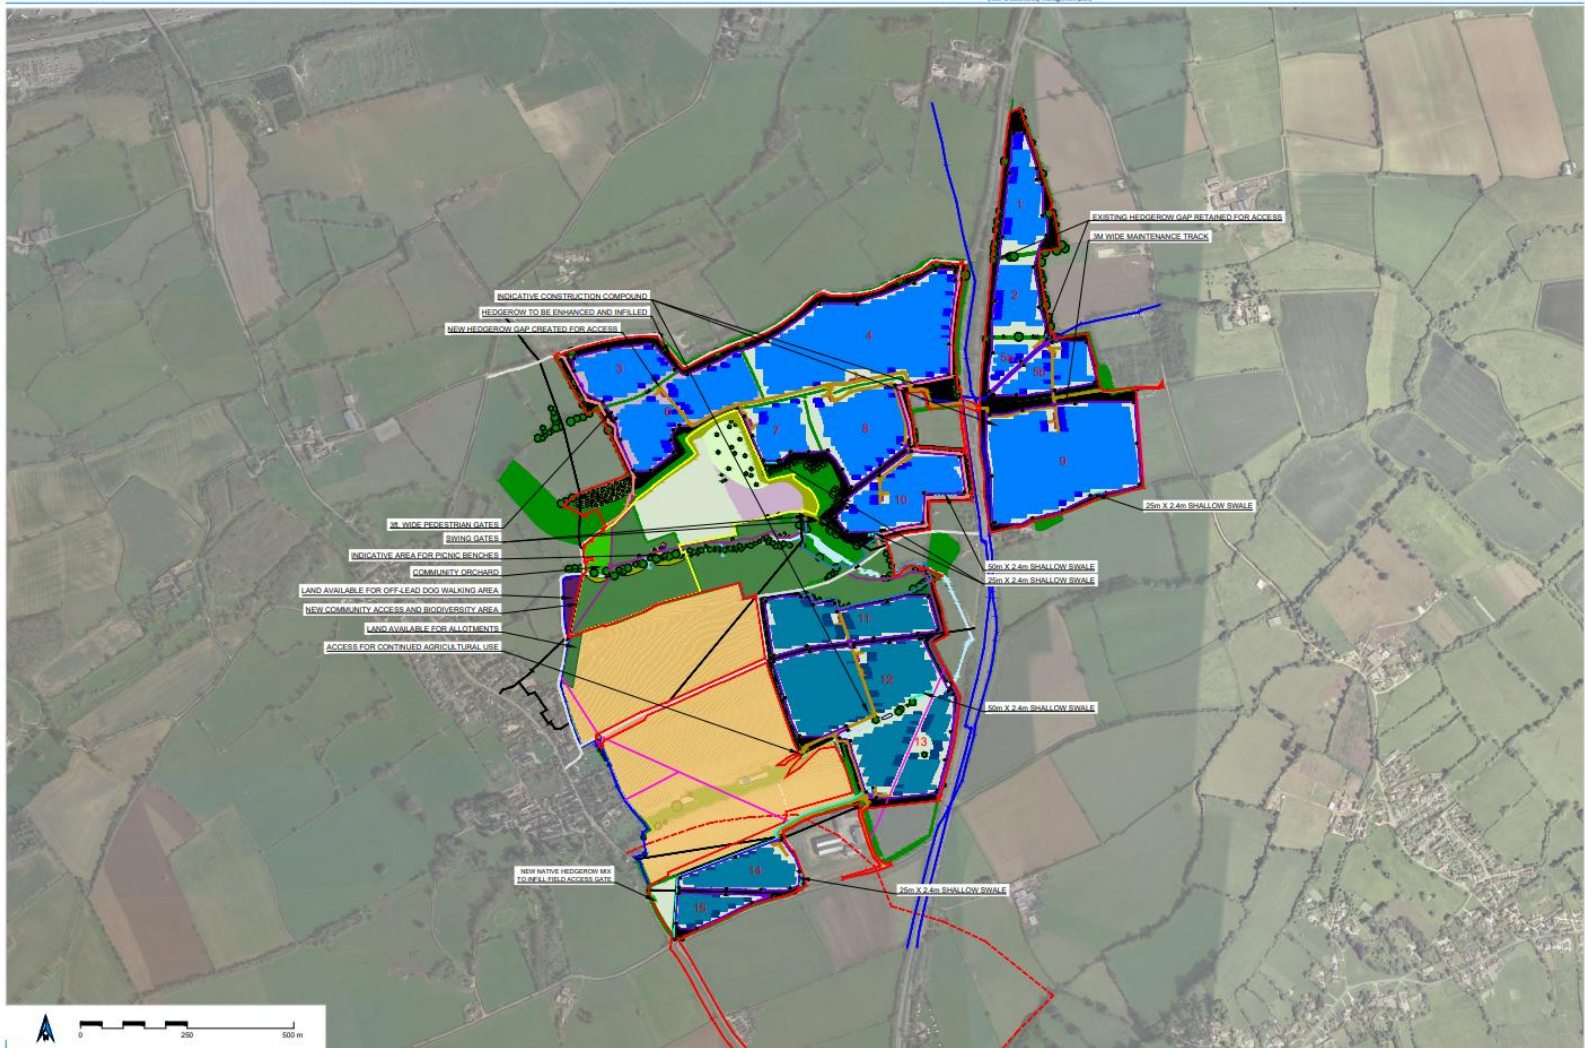 EXISTING HEDGEROW GAP RETAINED FOR ACCESS
3M WIDE MAINTENANCE TRACK
INDICATIVE CONSTRUCTION COMPOUND
HEDGEROW TO BE ENHANCED AND INFILLED
NEW HEDGEROW GAP CREATED FOR ACCESS
1
2
3
4
5a
5b
6
7
8
9
10
25m X 2.4m SHALLOW SWALE
3ft. WIDE PEDESTRIAN GATES
SWING GATES
INDICATIVE AREA FOR PICNIC BENCHES
COMMUNITY ORCHARD
LAND AVAILABLE FOR OFF-LEAD DOG WALKING AREA
NEW COMMUNITY ACCESS AND BIODIVERSITY AREA
LAND AVAILABLE FOR ALLOTMENTS
ACCESS FOR CONTINUED AGRICULTURAL USE
50m X 2.4m SHALLOW SWALE
25m X 2.4m SHALLOW SWALE
11
12
50m X 2.4m SHALLOW SWALE
13
NEW NATIVE HEDGEROW MIX
TO INFILL FIELD ACCESS GATE
14
15
25m X 2.4m SHALLOW SWALE
0
250
500 m